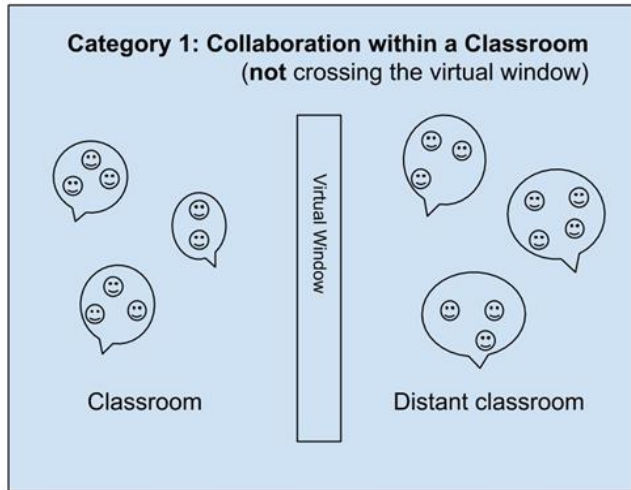 Category 1: Collaboration within a Classroom
(not crossing the virtual window)
Virtual Window
Classroom
Distant classroom